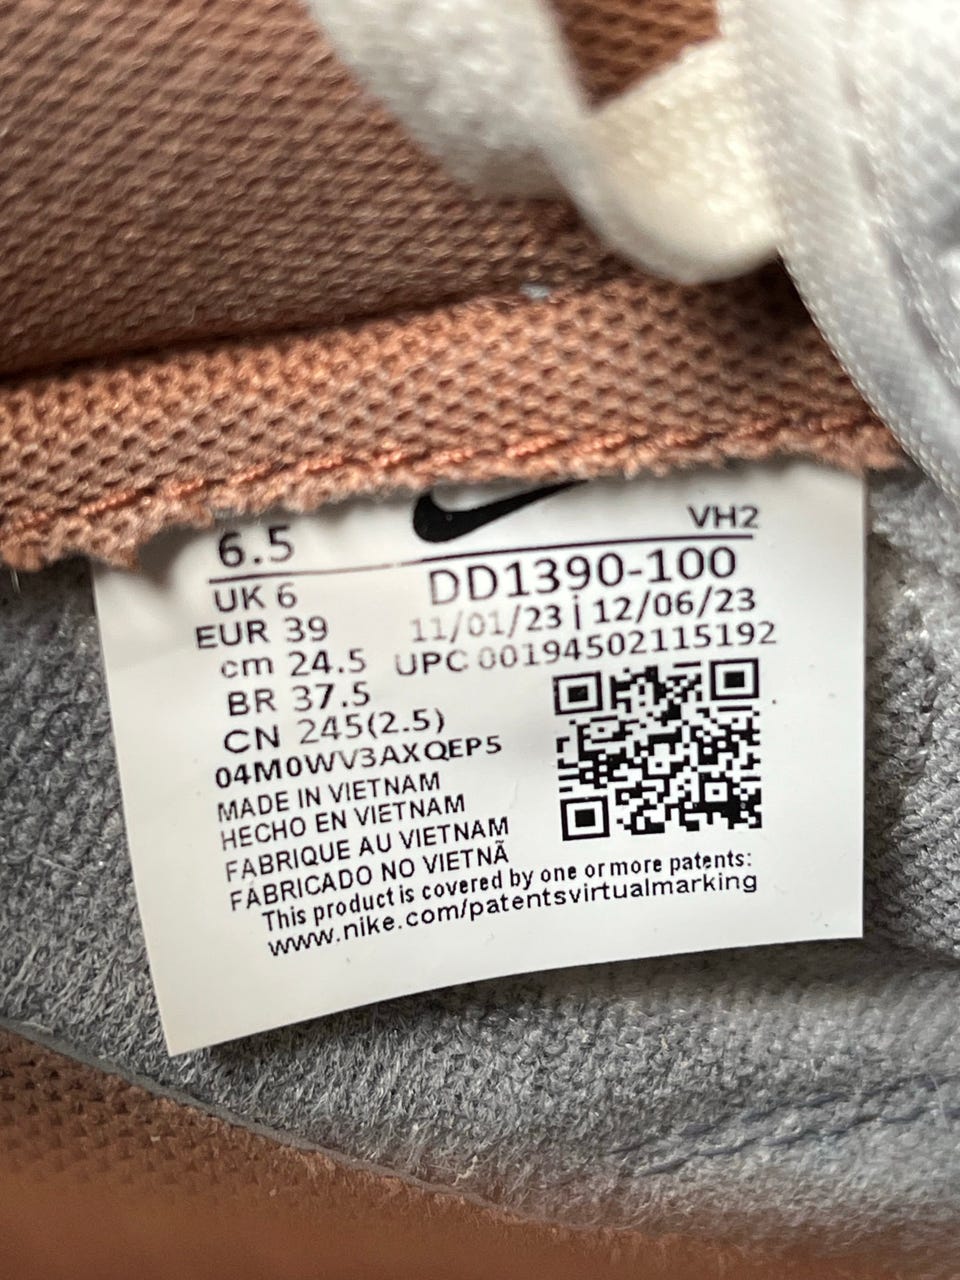 6.5
VH2
UK 6
DD1390-100
EUR 39
11/01/23 | 12/06/23
cm 24.5
UPC 00194502115192
BR 37.5
CN 245(2.5)
04M0WV3AXQEP5
MADE IN VIETNAM
HECHO EN VIETNAM
FABRIQUE AU VIETNAM
FABRICADO NO VIETNÃ
This product is covered by one or more patents:
www.nike.com/patentsvirtualmarking